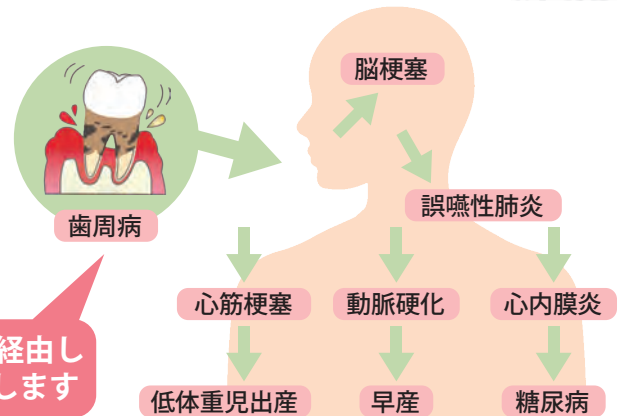 脳梗塞
歯周病
誤嚥性肺炎
心筋梗塞
動脈硬化
心内膜炎
経由し
します
低体重児出産
早産
糖尿病